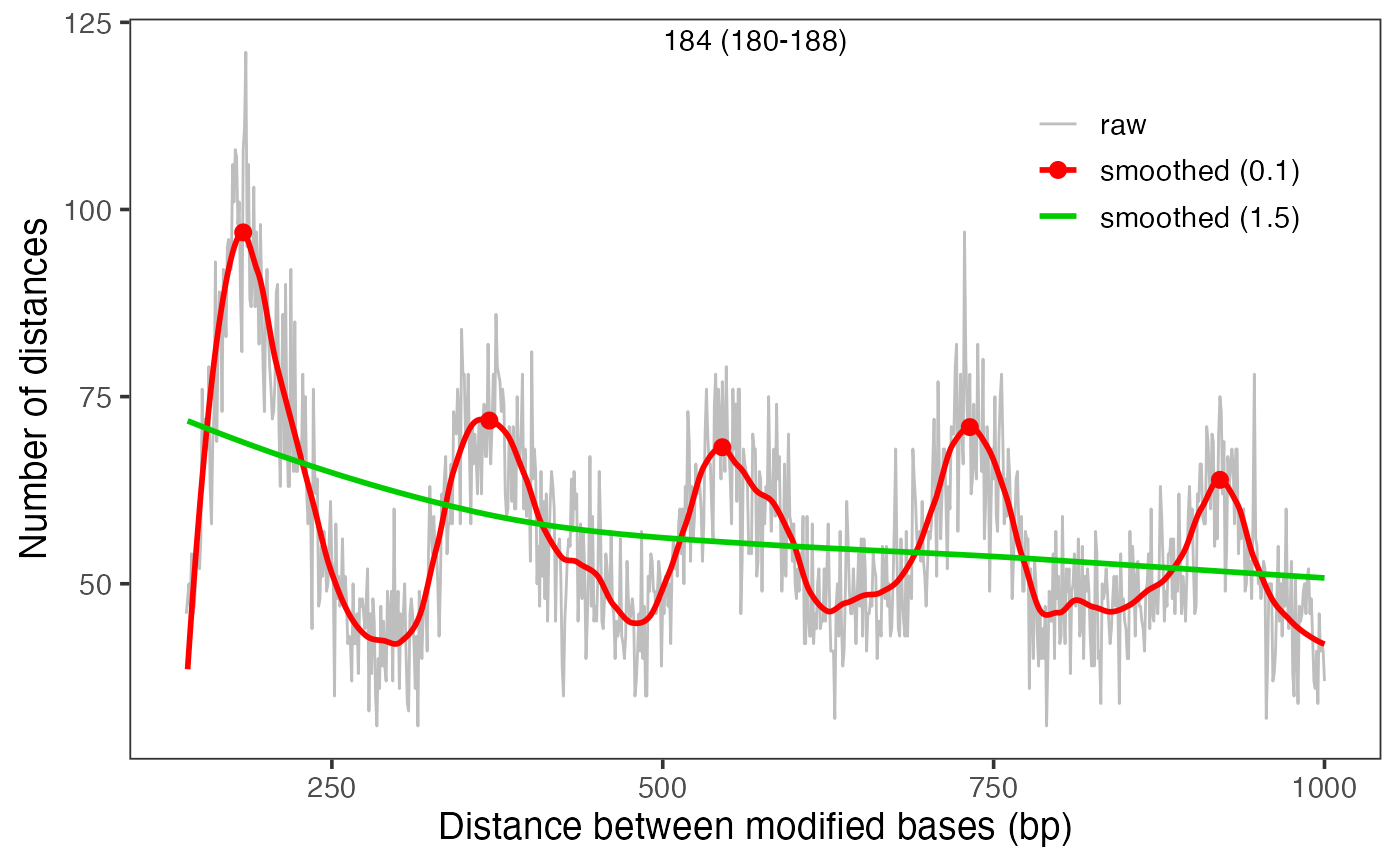 184 (180-188)
raw
smoothed (0.1)
smoothed (1.5)
Number of distances
125
100
75
50
250 500 750 1000
Distance between modified bases (bp)